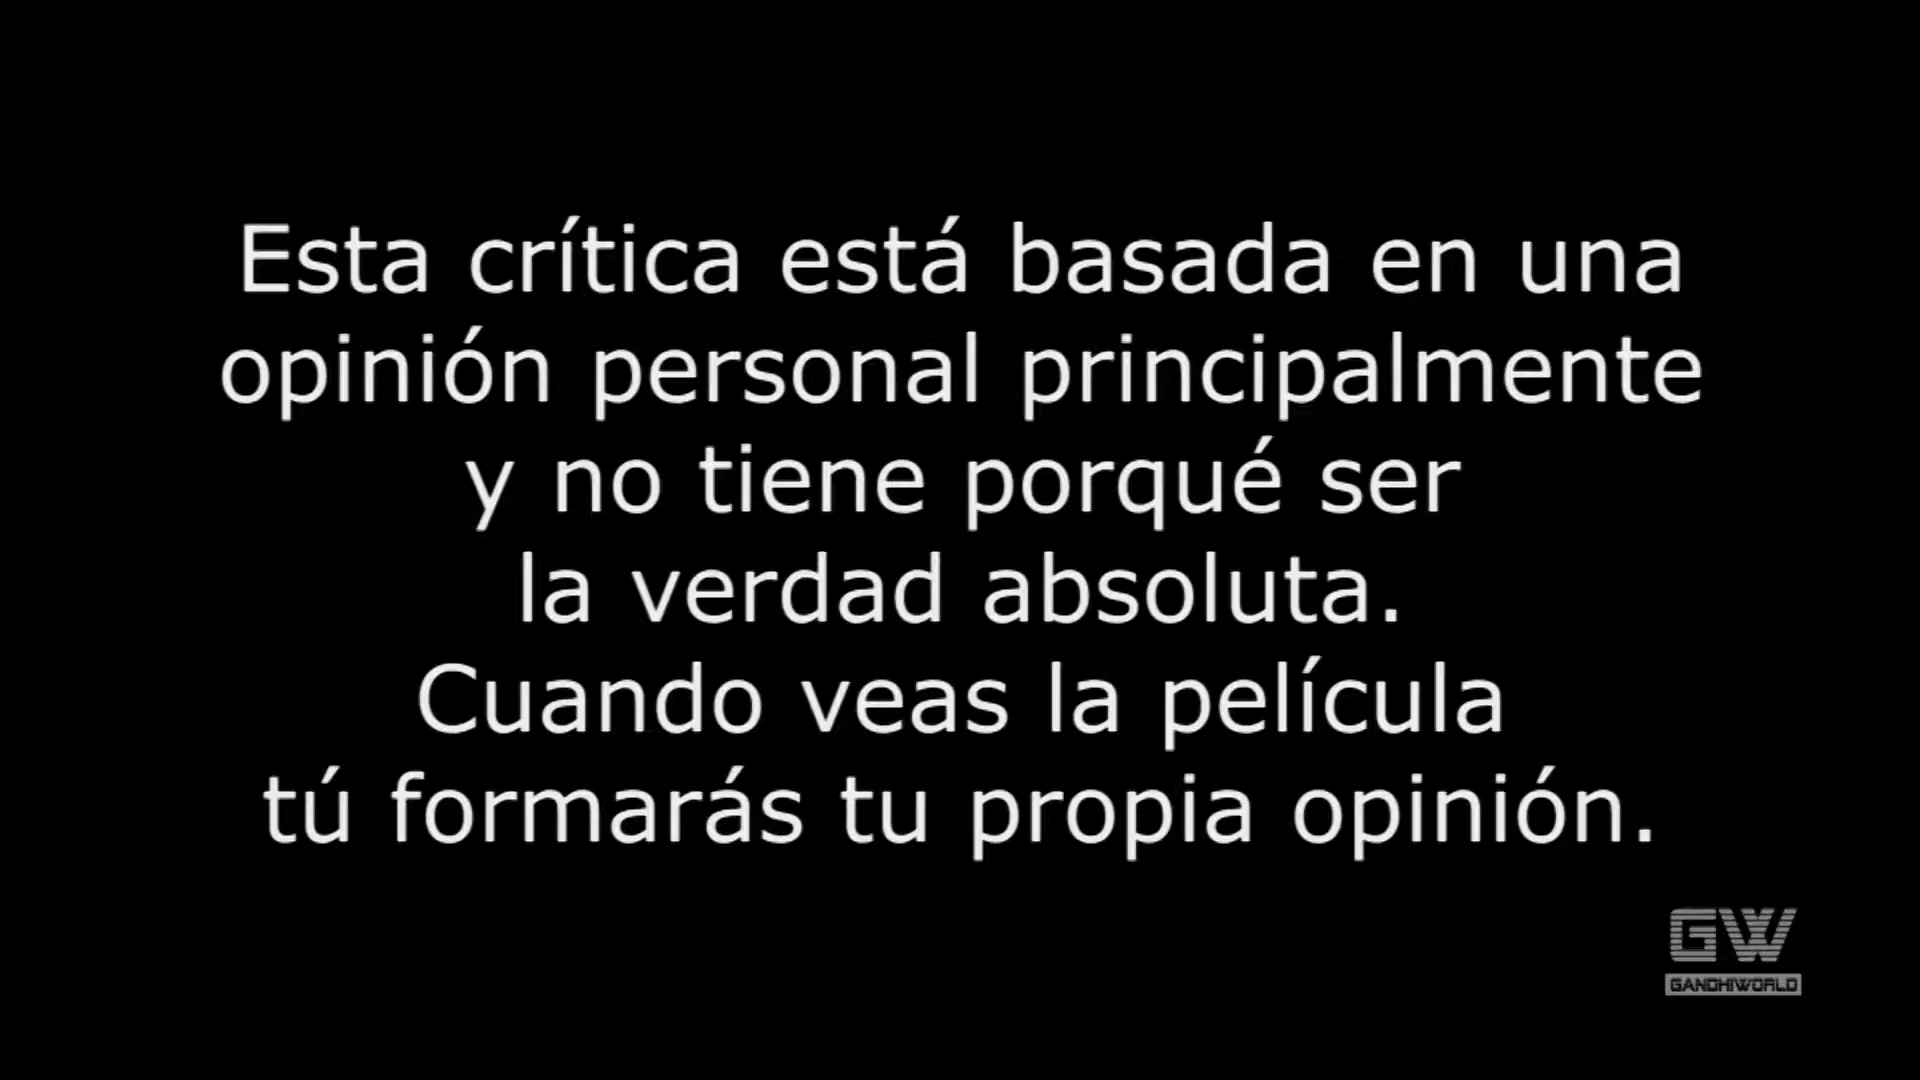 Esta crítica está basada en una
opinión personal principalmente
y no tiene porqué ser
la verdad absoluta.
Cuando veas la película
tú formarás tu propia opinión.
GW
GANDHIWORLD